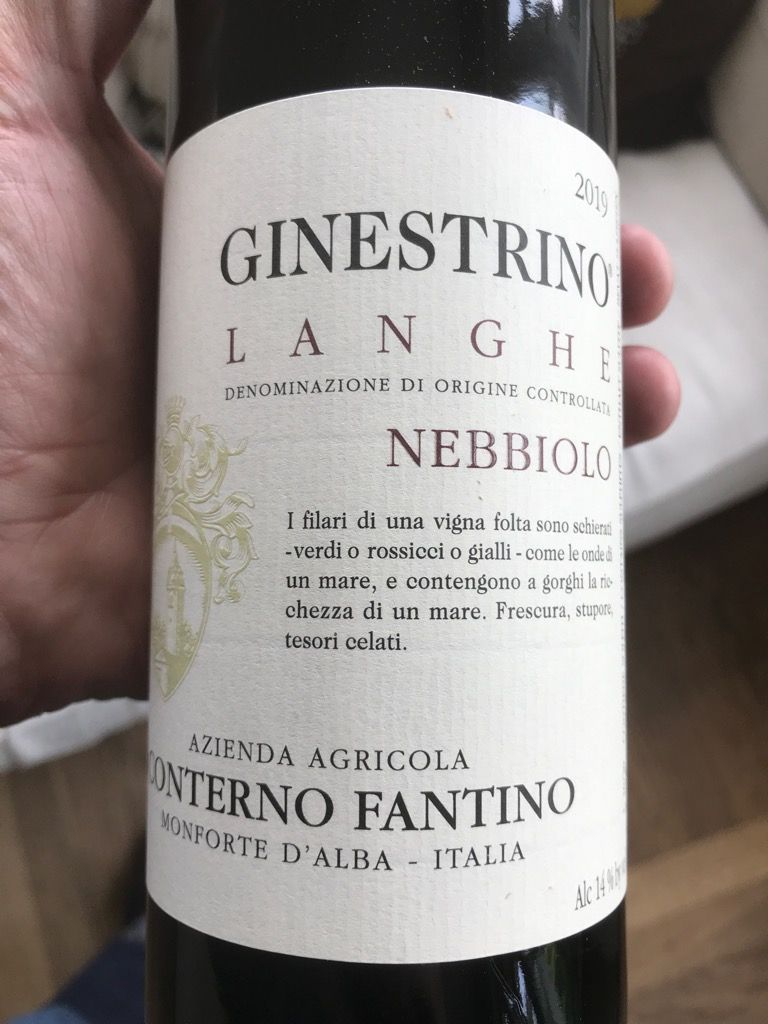 2019
GINESTRINO®
LANGHE
DENOMINAZIONE DI ORIGINE CONTROLLATA
NEBBIOLO
I filari di una vigna folta sono schierati
-verdi o rossicci o gialli - come le onde di
un mare, e contengono a gorghi la ric-
chezza di un mare. Frescura, stupore,
tesori celati.
AZIENDA AGRICOLA
CONTERNO FANTINO
MONFORTE D'ALBA - ITALIA
Alc 14 % by